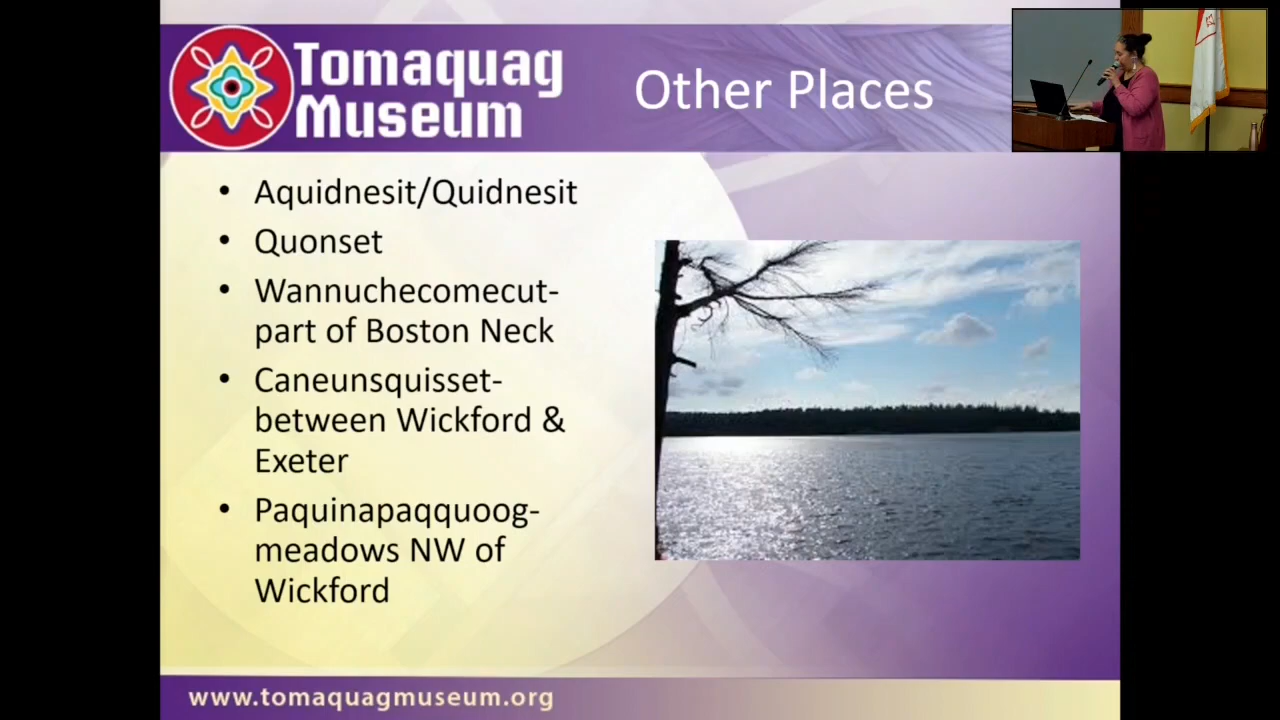 Tomaquag
Museum
Other Places
• Aquidnesit/Quidnesit
• Quonset
• Wannuchecomecut-
part of Boston Neck
• Caneunsquisset-
between Wickford &
Exeter
• Paquinapaqquoog-
meadows NW of
Wickford
www.tomaquagmuseum.org